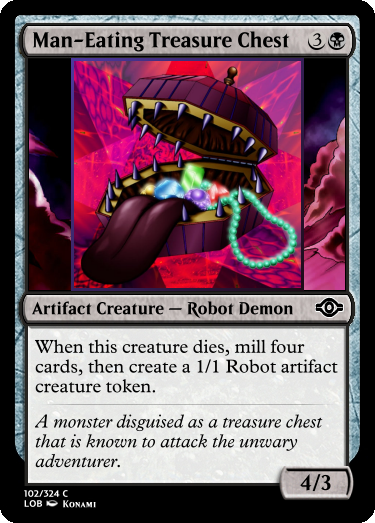 Man-Eating Treasure Chest 3
Artifact Creature — Robot Demon
When this creature dies, mill four
cards, then create a 1/1 Robot artifact
creature token.
A monster disguised as a treasure chest
that is known to attack the unwary
adventurer.
4/3
102/324 C
LOB Konami